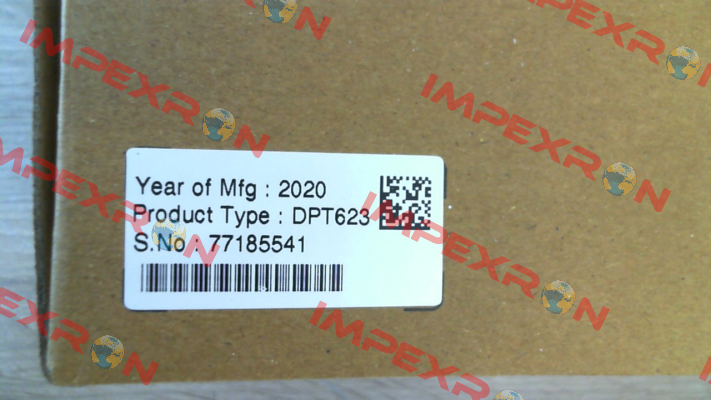 Year of Mfg : 2020
Product Type : DPT623
S.No : 77185541
IMPEXRON
IMPEXRON
IMPEXRON
IMPEXRON
IMPEXRON
IMPEXRON